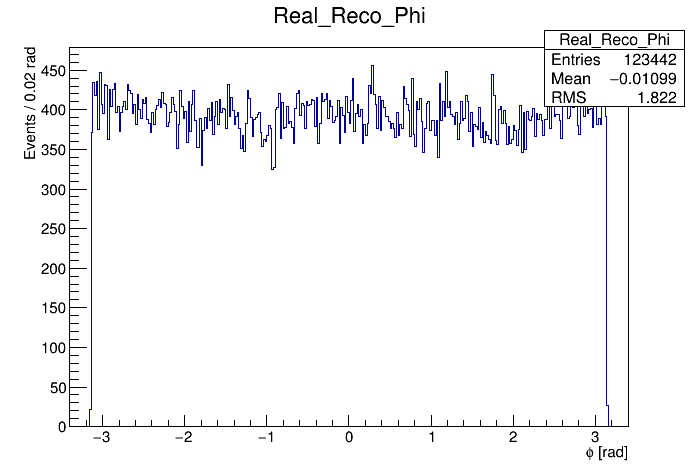 Real_Reco_Phi
Real_Reco_Phi
Entries 123442
Mean −0.01099
RMS 1.822
Events / 0.02 rad
450
400
350
300
250
200
150
100
50
0
−3 −2 −1 0 1 2 3
ϕ [rad]